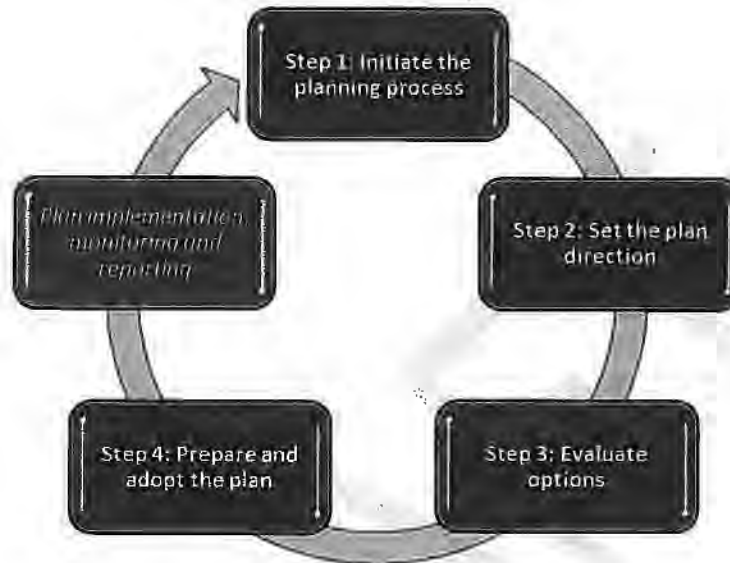 Step 1: Initiate the
planning process
Step 2: Set the plan
direction
Step 3: Evaluate
options
Step 4: Prepare and
adopt the plan
Plan implementation,
monitoring and
reporting